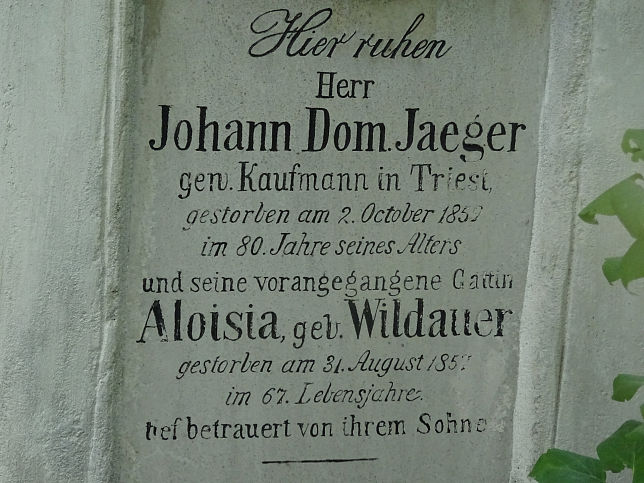 Hier ruhen
Herr
Johann Dom. Jaeger
gew. Kaufmann in Triest,
gestorben am 2. October
im 80. Jahre seines Alters
und seine vorangegangene Gattin
Aloisia, geb. Wildauer
gestorben am 31. August
im 67. Lebensjahre.
tief betrauert von ihrem Sohne